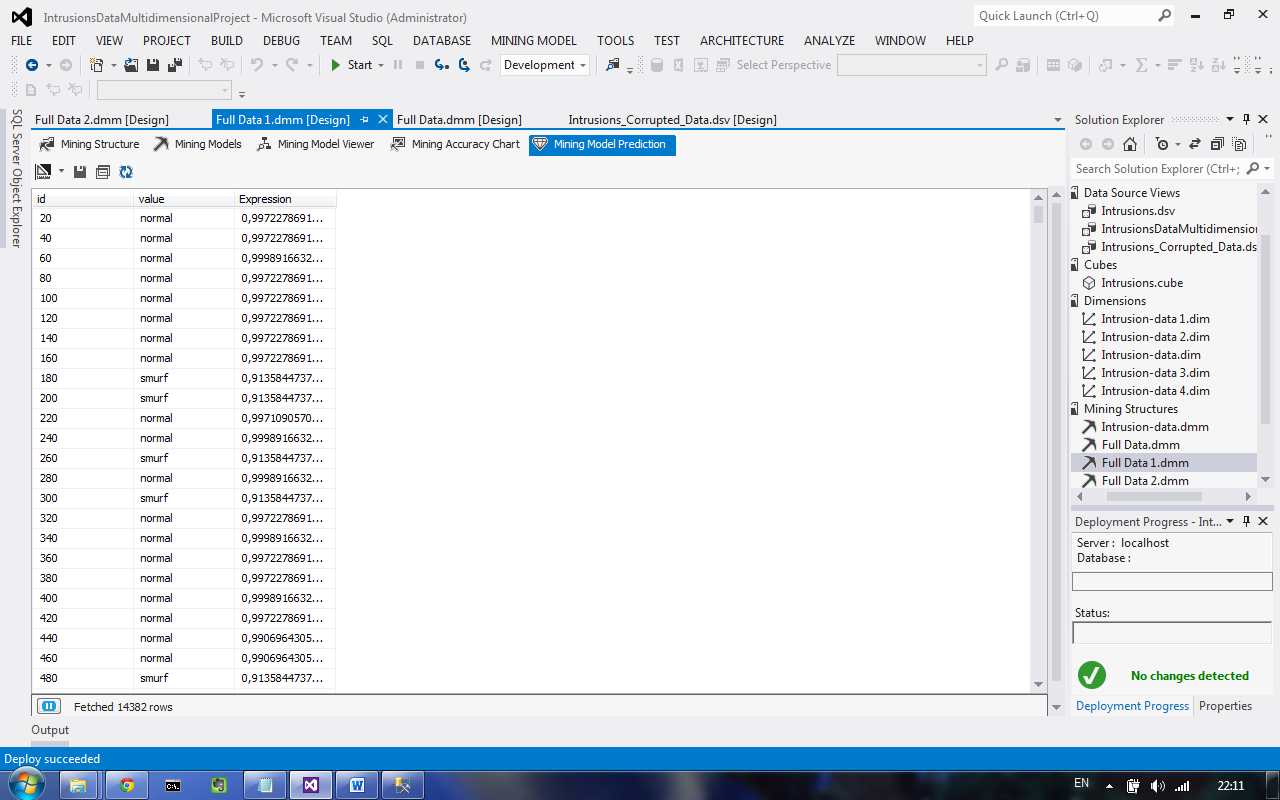 IntrusionsDataMultidimensionalProject - Microsoft Visual Studio (Administrator)
Quick Launch (Ctrl+Q)
FILE EDIT VIEW PROJECT BUILD DEBUG TEAM SQL DATABASE MINING MODEL TOOLS TEST ARCHITECTURE ANALYZE WINDOW HELP
Start Development Select Perspective
SQL Server Object Explorer
Full Data 2.dmm [Design] Full Data 1.dmm [Design] Full Data.dmm [Design] Intrusions_Corrupted_Data.dsv [Design]
Mining Structure Mining Models Mining Model Viewer Mining Accuracy Chart Mining Model Prediction
id value Expression
20 normal 0,9972278691...
40 normal 0,9972278691...
60 normal 0,9998916632...
80 normal 0,9972278691...
100 normal 0,9972278691...
120 normal 0,9972278691...
140 normal 0,9972278691...
160 normal 0,9972278691...
180 smurf 0,9135844737...
200 smurf 0,9135844737...
220 normal 0,9971090570...
240 normal 0,9998916632...
260 smurf 0,9135844737...
280 normal 0,9998916632...
300 smurf 0,9135844737...
320 normal 0,9972278691...
340 normal 0,9998916632...
360 normal 0,9972278691...
380 normal 0,9972278691...
400 normal 0,9998916632...
420 normal 0,9972278691...
440 normal 0,9906964305...
460 normal 0,9906964305...
480 smurf 0,9135844737...
Fetched 14382 rows
Solution Explorer
Search Solution Explorer (Ctrl+;
Data Source Views
Intrusions.dsv
IntrusionsDataMultidimension
Intrusions_Corrupted_Data.ds
Cubes
Intrusions.cube
Dimensions
Intrusion-data 1.dim
Intrusion-data 2.dim
Intrusion-data.dim
Intrusion-data 3.dim
Intrusion-data 4.dim
Mining Structures
Intrusion-data.dmm
Full Data.dmm
Full Data 1.dmm
Full Data 2.dmm
Deployment Progress - Int...
Server : localhost
Database :
Status:
No changes detected
Deployment Progress Properties
Output
Deploy succeeded
EN 22:11